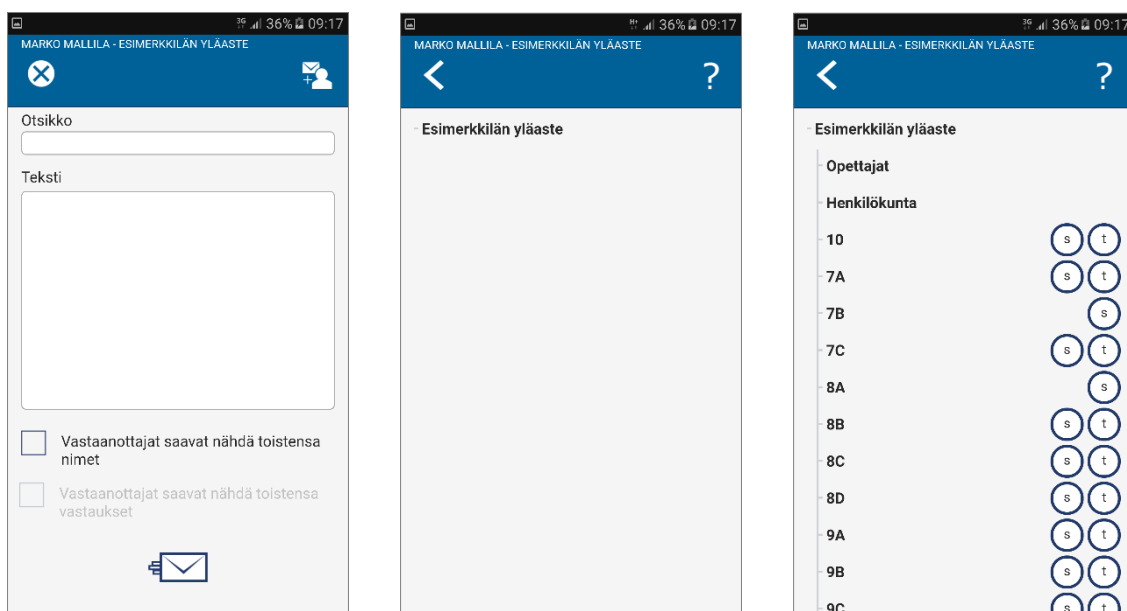 3G 36% 09:17
MARKO MALLILA - ESIMERKKILÄN YLÄASTE
Otsikko
Teksti
Vastaanottajat saavat nähdä toistensa
nimet
Vastaanottajat saavat nähdä toistensa
vastaukset
H+ 36% 09:17
MARKO MALLILA - ESIMERKKILÄN YLÄASTE
?
Esimerkkilän yläaste
3G 36% 09:17
MARKO MALLILA - ESIMERKKILÄN YLÄASTE
?
Esimerkkilän yläaste
Opettajat
Henkilökunta
10 s t
7A s t
7B s
7C s t
8A s
8B s t
8C s t
8D s t
9A s t
9B s t
9C s t